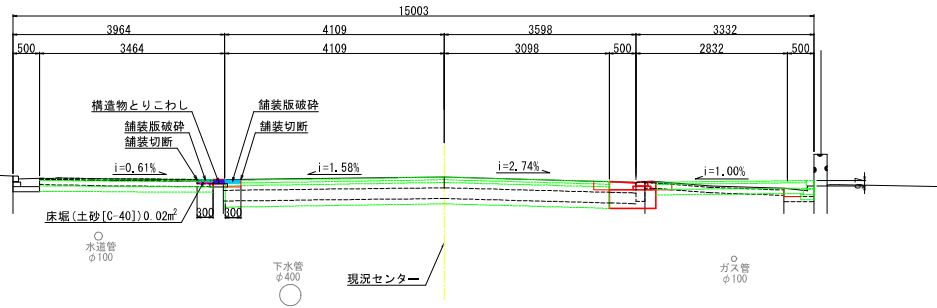 15003
3964 4109 3598 3332
500 3464 4109 3098 500 2832 500
構造物とりこわし 舗装版破砕
舗装版破砕 舗装切断
舗装切断
i=0.61% i=1.58% i=2.74% i=1.00%
97
床堀(土砂[C-40])0.02m²
300 300
水道管
φ100
下水管
φ400
現況センター
ガス管
φ100